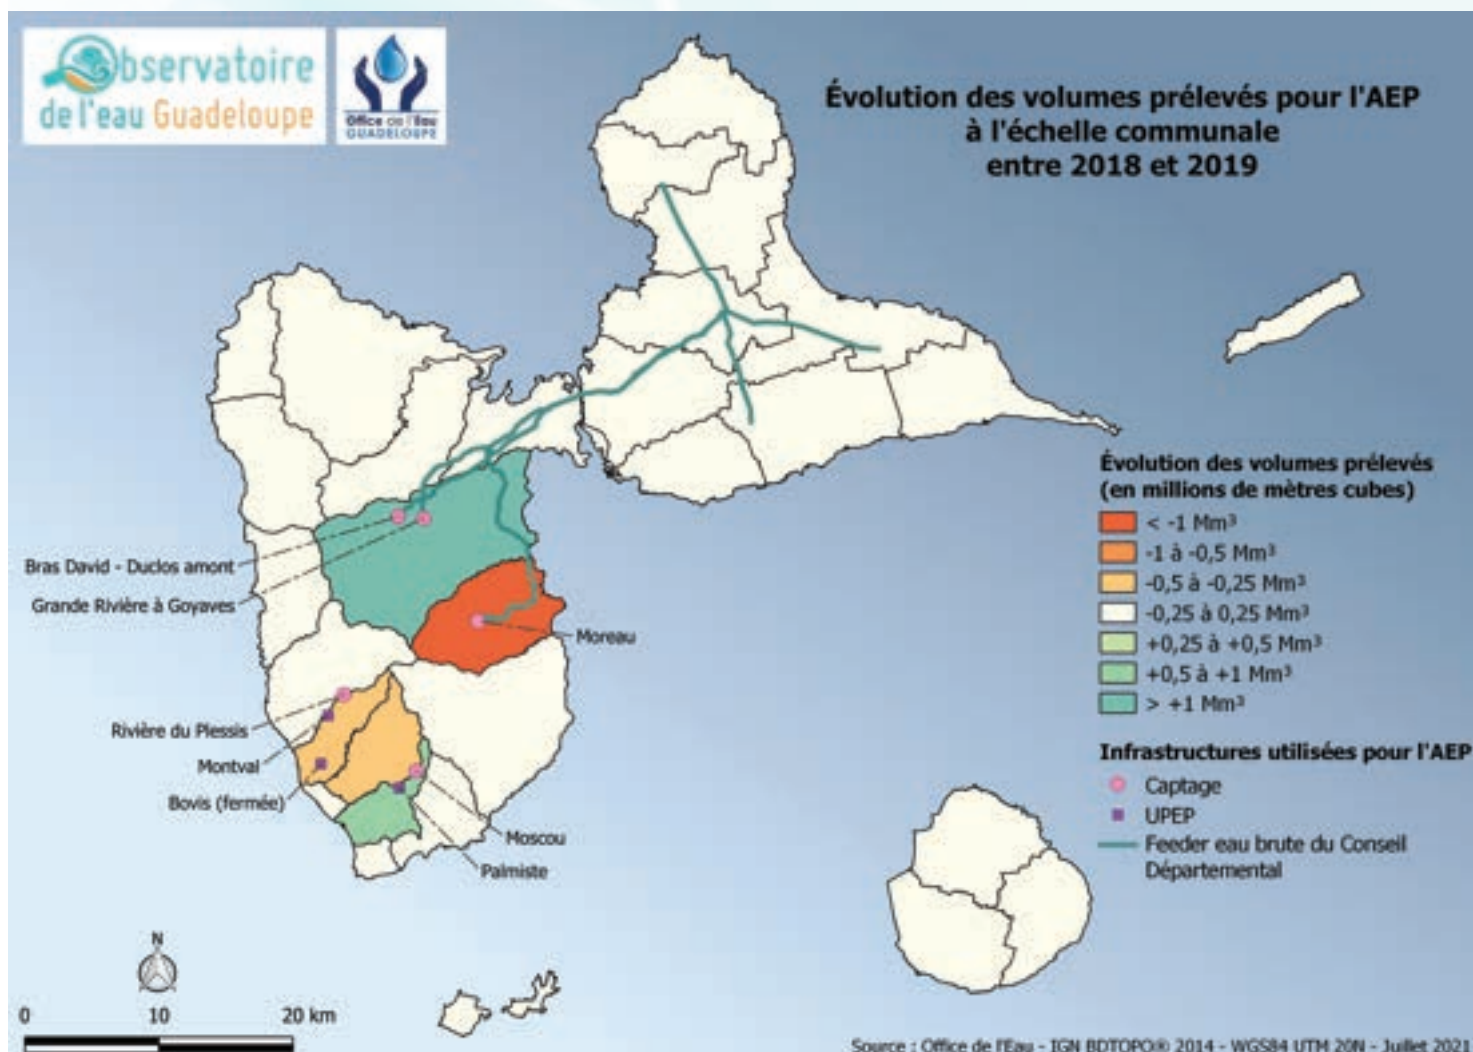 Observatoire
de l'eau Guadeloupe
Office de l'Eau
GUADELOUPE
Évolution des volumes prélevés pour l'AEP
à l'échelle communale
entre 2018 et 2019
Bras David - Duclos amont
Grande Rivière à Goyaves
Moreau
Rivière du Plessis
Montval
Bovis (fermée)
Moscou
Palmiste
Évolution des volumes prélevés
(en millions de mètres cubes)
< -1 Mm³
-1 à -0,5 Mm³
-0,5 à -0,25 Mm³
-0,25 à 0,25 Mm³
+0,25 à +0,5 Mm³
+0,5 à +1 Mm³
> +1 Mm³
Infrastructures utilisées pour l'AEP
Captage
UPEP
Feeder eau brute du Conseil
Départemental
N
0 10 20 km
Source : Office de l'Eau - IGN BDTOPO® 2014 - WGS84 UTM 20N - Juillet 2021